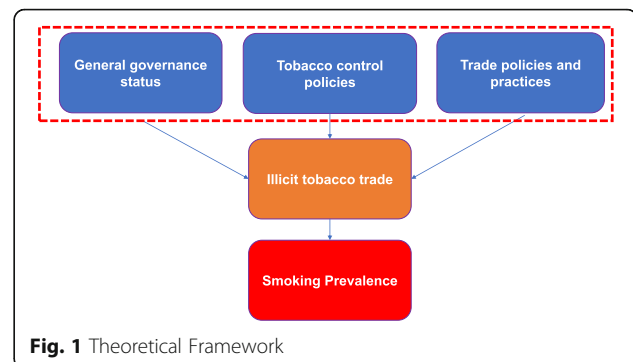 General governance
status
Tobacco control
policies
Trade policies and
practices
Illicit tobacco trade
Smoking Prevalence
Fig. 1 Theoretical Framework